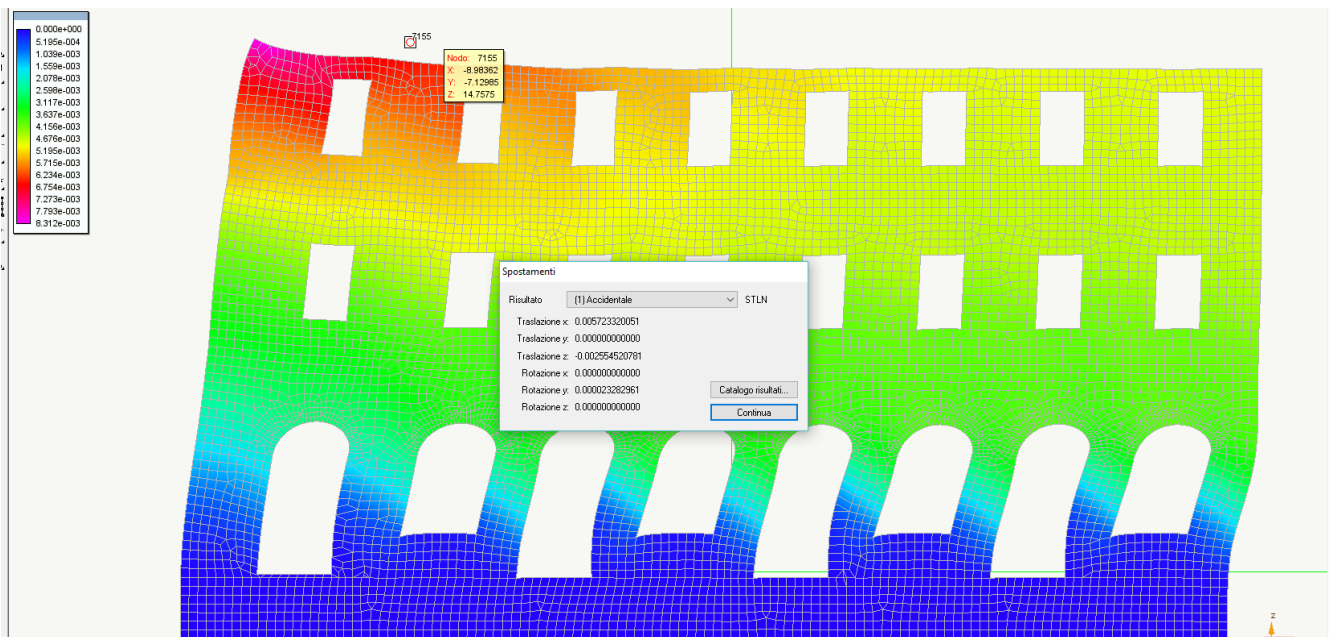 0.000e+000
5.195e-004
1.039e-003
1.559e-003
2.078e-003
2.598e-003
3.117e-003
3.637e-003
4.156e-003
4.676e-003
5.195e-003
5.715e-003
6.234e-003
6.754e-003
7.273e-003
7.793e-003
8.312e-003
7155
Nodo: 7155
X: -8.98362
Y: -7.12985
Z: 14.7575
Spostamenti
Risultato (1) Accidentale STLN
Traslazione x: 0.005723320051
Traslazione y: 0.000000000000
Traslazione z: -0.002554520781
Rotazione x: 0.000000000000
Rotazione y: 0.000023282961
Rotazione z: 0.000000000000
Catalogo risultati...
Continua
z